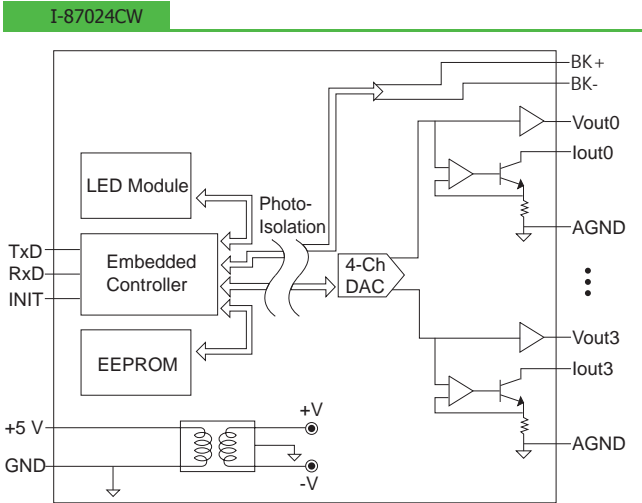 I-87024CW
BK+
BK-
Vout0
Iout0
LED Module
Photo-
Isolation
AGND
TxD
RxD
INIT
Embedded
Controller
4-Ch
DAC
EEPROM
Vout3
Iout3
+V
+5 V
AGND
GND
-V